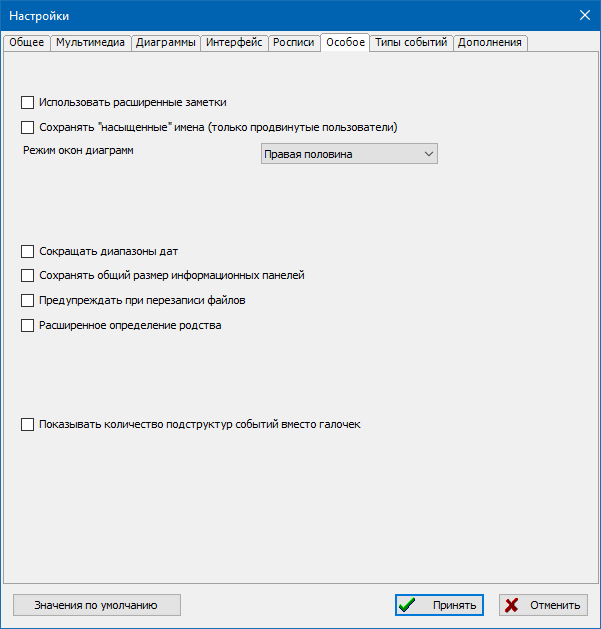 Настройки
Общее Мультимедиа Диаграммы Интерфейс Росписи Особое Типы событий Дополнения
Использовать расширенные заметки
Сохранять "насыщенные" имена (только продвинутые пользователи)
Режим окон диаграмм Правая половина
Сокращать диапазоны дат
Сохранять общий размер информационных панелей
Предупреждать при перезаписи файлов
Расширенное определение родства
Показывать количество подструктур событий вместо галочек
Значения по умолчанию Принять Отменить